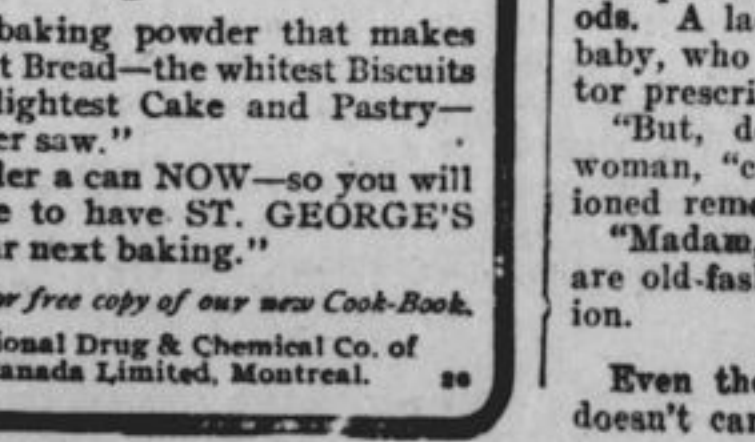 baking powder that makes
t Bread—the whitest Biscuits
lightest Cake and Pastry—
er saw."
ler a can NOW—so you will
e to have ST. GEORGE'S
r next baking."
or free copy of our new Cook-Book.
ional Drug & Chemical Co. of
anada Limited, Montreal.
ods. A la
baby, who
tor prescri
"But, d
woman, "c
ioned reme
"Madam,
are old-fas
ion.
Even the
doesn't ca